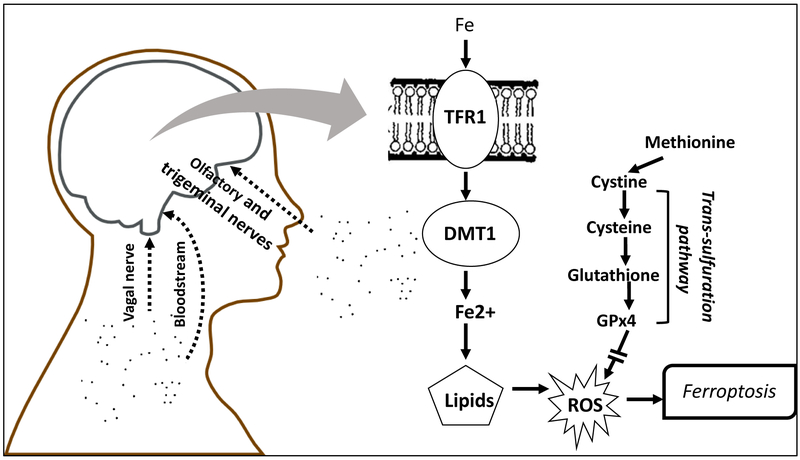 Fe
TFR1
DMT1
Fe2+
Lipids
ROS
Ferroptosis
Methionine
Cystine
Cysteine
Glutathione
GPx4
Trans-sulfuration
pathway
Olfactory and
trigeminal nerves
Vagal nerve
Bloodstream